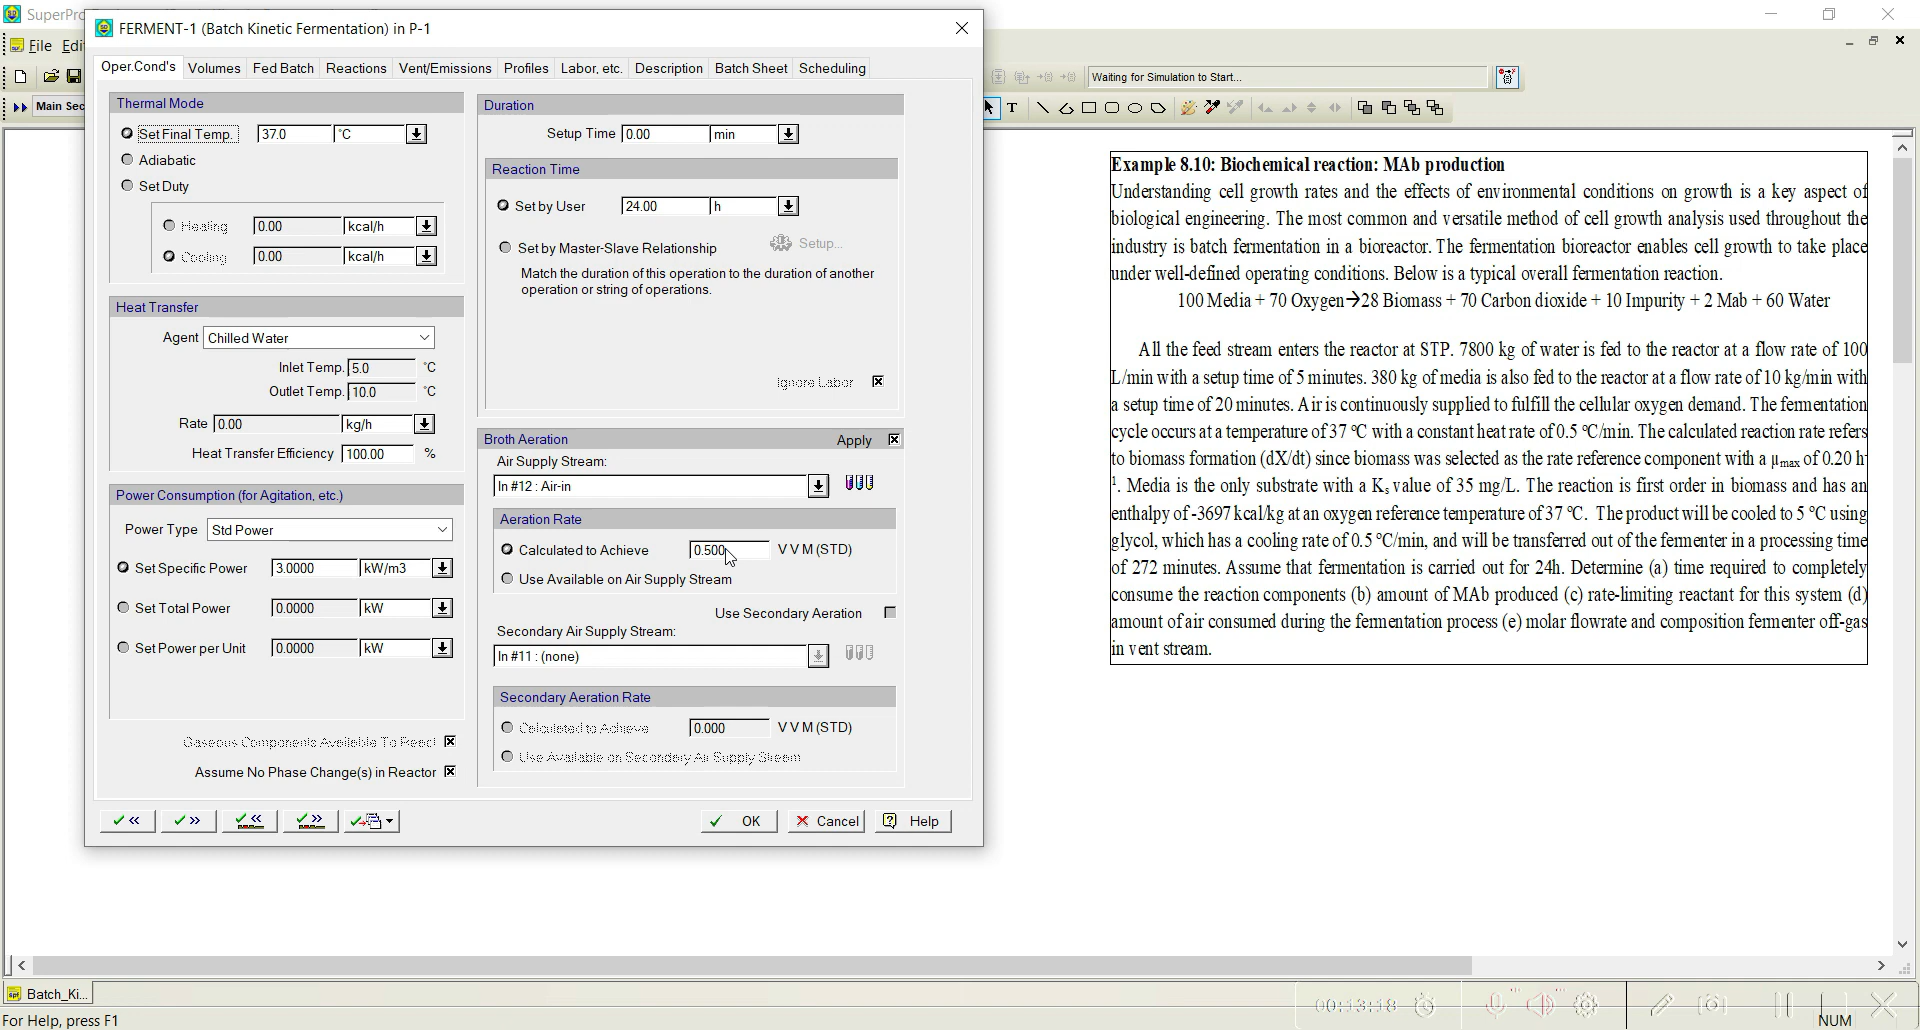 SuperPro
FERMENT-1 (Batch Kinetic Fermentation) in P-1
File Edi
Main Sec
Waiting for Simulation to Start...
Oper.Cond's Volumes Fed Batch Reactions Vent/Emissions Profiles Labor, etc. Description Batch Sheet Scheduling
Thermal Mode
Set Final Temp. 37.0 °C
Adiabatic
Set Duty
Heating 0.00 kcal/h
Cooling 0.00 kcal/h
Heat Transfer
Agent Chilled Water
Inlet Temp. 5.0 °C
Outlet Temp. 10.0 °C
Rate 0.00 kg/h
Heat Transfer Efficiency 100.00 %
Power Consumption (for Agitation, etc.)
Power Type Std Power
Set Specific Power 3.0000 kW/m3
Set Total Power 0.0000 kW
Set Power per Unit 0.0000 kW
Gaseous Components Available To React
Assume No Phase Change(s) in Reactor
Duration
Setup Time 0.00 min
Reaction Time
Set by User 24.00 h
Set by Master-Slave Relationship Setup...
Match the duration of this operation to the duration of another
operation or string of operations.
Ignore Labor
Broth Aeration Apply
Air Supply Stream:
In #12 : Air-in
Aeration Rate
Calculated to Achieve 0.500 V V M (STD)
Use Available on Air Supply Stream
Use Secondary Aeration
Secondary Air Supply Stream:
In #11 : (none)
Secondary Aeration Rate
Calculated to Achieve 0.000 V V M (STD)
Use Available on Secondary Air Supply Stream
OK Cancel Help
Example 8.10: Biochemical reaction: MAb production
Understanding cell growth rates and the effects of environmental conditions on growth is a key aspect of
biological engineering. The most common and versatile method of cell growth analysis used throughout the
industry is batch fermentation in a bioreactor. The fermentation bioreactor enables cell growth to take place
under well-defined operating conditions. Below is a typical overall fermentation reaction.
100 Media + 70 Oxygen→28 Biomass + 70 Carbon dioxide + 10 Impurity + 2 Mab + 60 Water
All the feed stream enters the reactor at STP. 7800 kg of water is fed to the reactor at a flow rate of 100
L/min with a setup time of 5 minutes. 380 kg of media is also fed to the reactor at a flow rate of 10 kg/min with
a setup time of 20 minutes. Air is continuously supplied to fulfill the cellular oxygen demand. The fermentation
cycle occurs at a temperature of 37 °C with a constant heat rate of 0.5 °C/min. The calculated reaction rate refers
to biomass formation (dX/dt) since biomass was selected as the rate reference component with a μmax of 0.20 h-
1. Media is the only substrate with a Ks value of 35 mg/L. The reaction is first order in biomass and has an
enthalpy of -3697 kcal/kg at an oxygen reference temperature of 37 °C. The product will be cooled to 5 °C using
glycol, which has a cooling rate of 0.5 °C/min, and will be transferred out of the fermenter in a processing time
of 272 minutes. Assume that fermentation is carried out for 24h. Determine (a) time required to completely
consume the reaction components (b) amount of MAb produced (c) rate-limiting reactant for this system (d)
amount of air consumed during the fermentation process (e) molar flowrate and composition fermenter off-gas
in vent stream.
Batch_Ki...
00:13:18
For Help, press F1
NUM